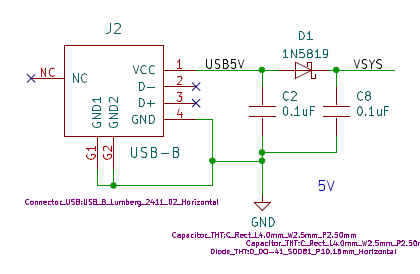 J2
NC
NC
VCC
1
USB5V
D-
2
D+
3
GND
4
GND1
GND2
G1
G2
USB-B
D1
1N5819
VSYS
C2
0.1uF
C8
0.1uF
5V
GND
Connector_USB:USB_B_Lumberg_2411_02_Horizontal
Capacitor_THT:C_Rect_L4.0mm_W2.5mm_P2.50mm
Capacitor_THT:C_Rect_L4.0mm_W2.5mm_P2.50m
Diode_THT:D_DO-41_SOD81_P10.16mm_Horizontal